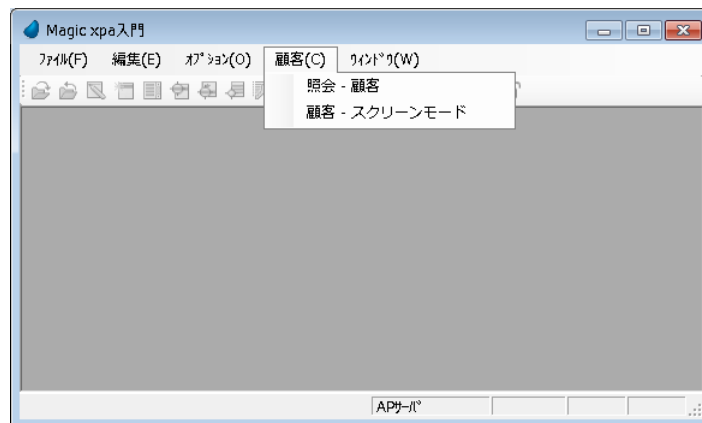 Magic xpa入門
ﾌｧｲﾙ(F) 編集(E) ｵﾌﾟｼｮﾝ(O) 顧客(C) ｳｨﾝﾄﾞｳ(W)
照会 - 顧客
顧客 - スクリーンモード
APｻｰﾊﾞ